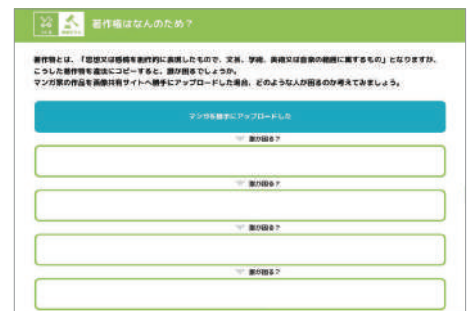 著作権はなんのため？
著作物とは、「思想又は感情を創作的に表現したもので、文芸、学術、美術又は音楽の範囲に属するもの」となりますが、
こうした著作物を違法にコピーすると、誰が困るでしょうか。
マンガ家の作品を画像共有サイトへ勝手にアップロードした場合、どのような人が困るのか考えてみましょう。
マンガを勝手にアップロードした
誰が困る？
誰が困る？
誰が困る？
誰が困る？